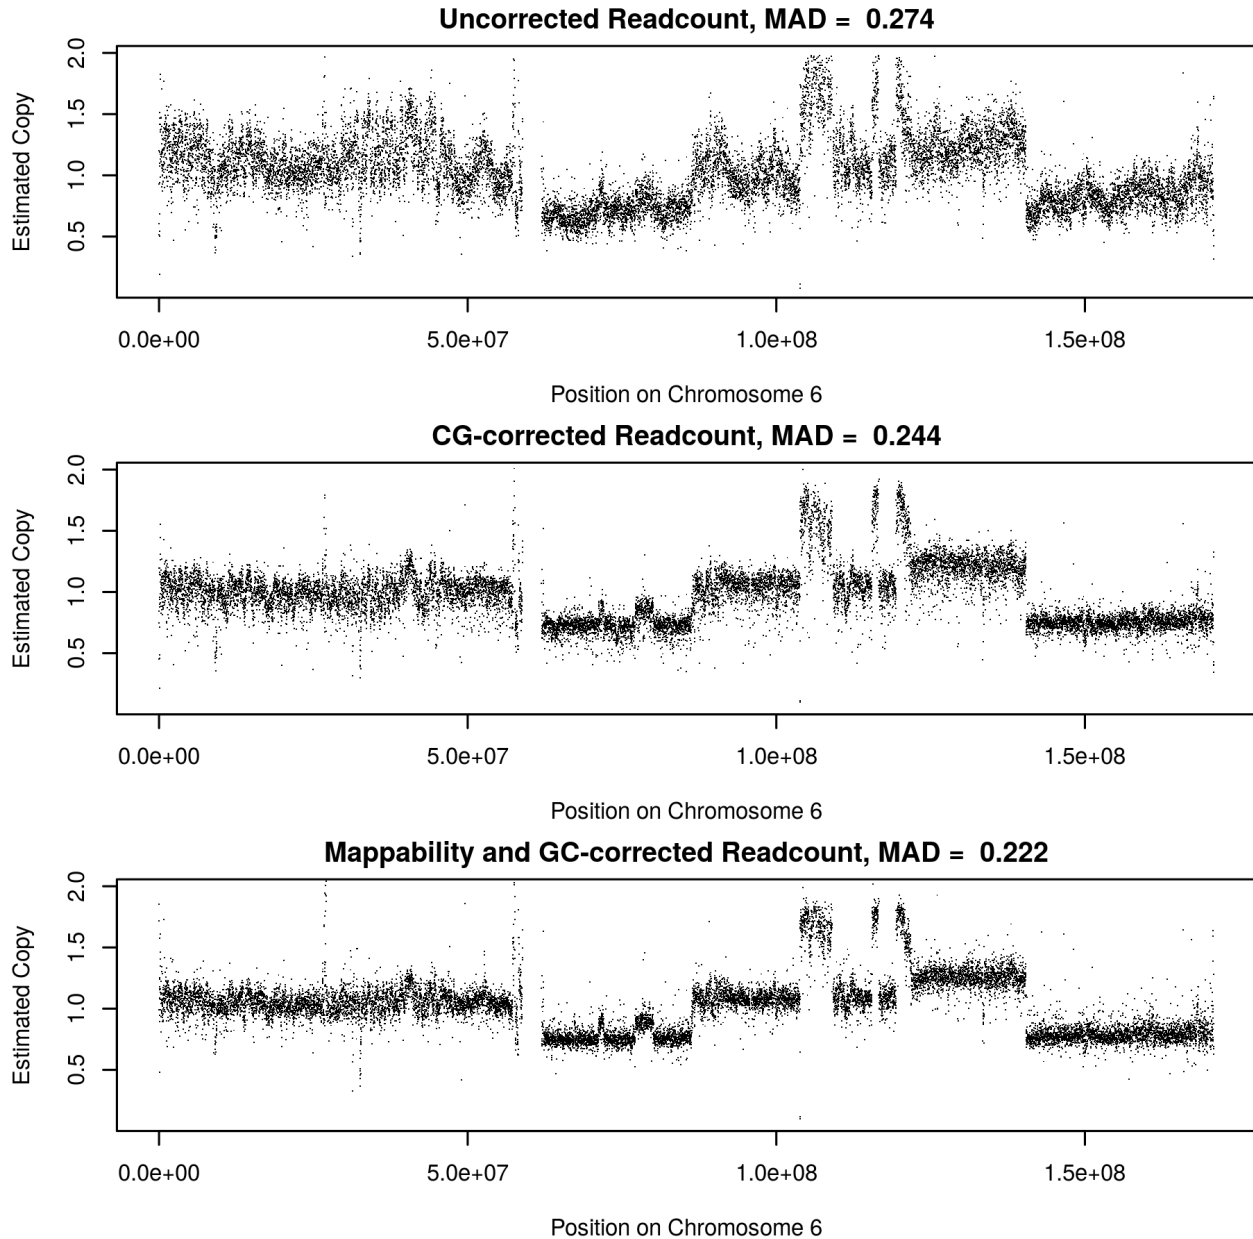 Uncorrected Readcount, MAD =  0.274
Estimated Copy
2.0
1.5
1.0
0.5
0.0e+00 5.0e+07 1.0e+08 1.5e+08
Position on Chromosome 6
CG-corrected Readcount, MAD =  0.244
Estimated Copy
2.0
1.5
1.0
0.5
0.0e+00 5.0e+07 1.0e+08 1.5e+08
Position on Chromosome 6
Mappability and GC-corrected Readcount, MAD =  0.222
Estimated Copy
2.0
1.5
1.0
0.5
0.0e+00 5.0e+07 1.0e+08 1.5e+08
Position on Chromosome 6